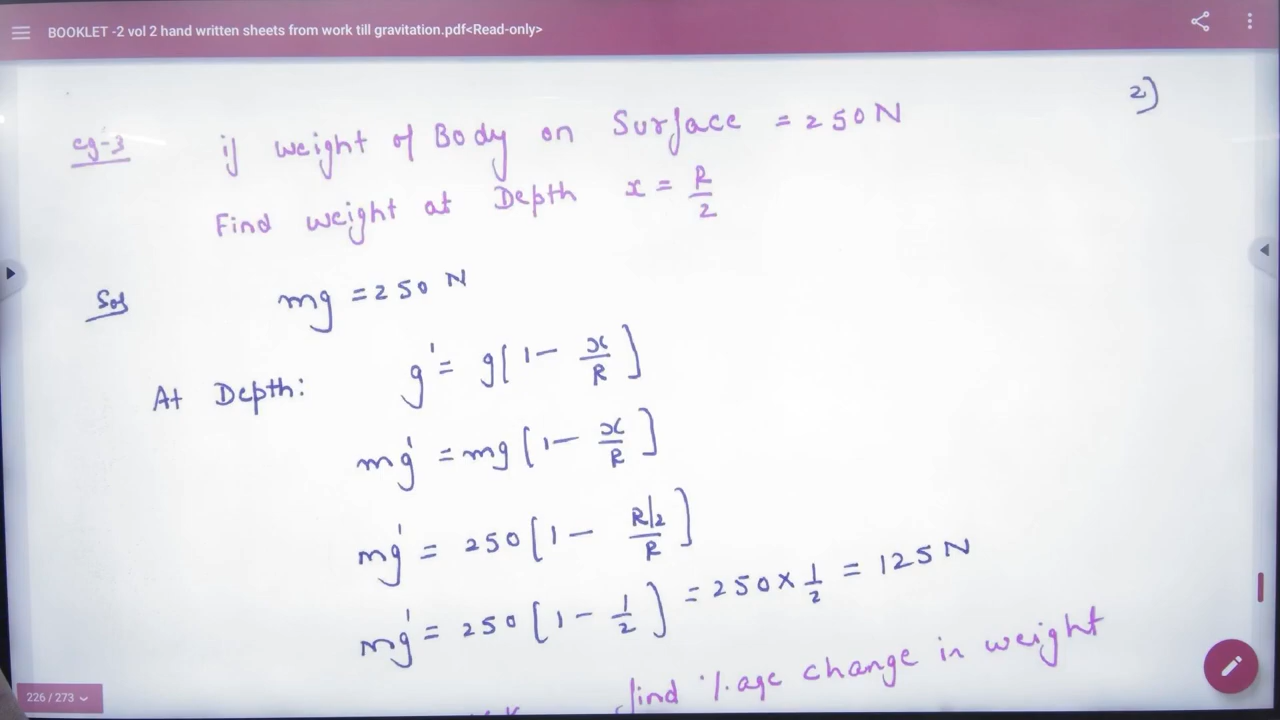 BOOKLET -2 vol 2 hand written sheets from work till gravitation.pdf<Read-only>
2)
eg-3 if weight of Body on Surface = 250 N
Find weight at Depth x = R/2
Sol mg = 250 N
At Depth: g' = g[1 - x/R]
mg' = mg[1 - x/R]
mg' = 250[1 - R/2/R]
mg' = 250[1 - 1/2] = 250 × 1/2 = 125 N
find %age change in weight
226 / 273